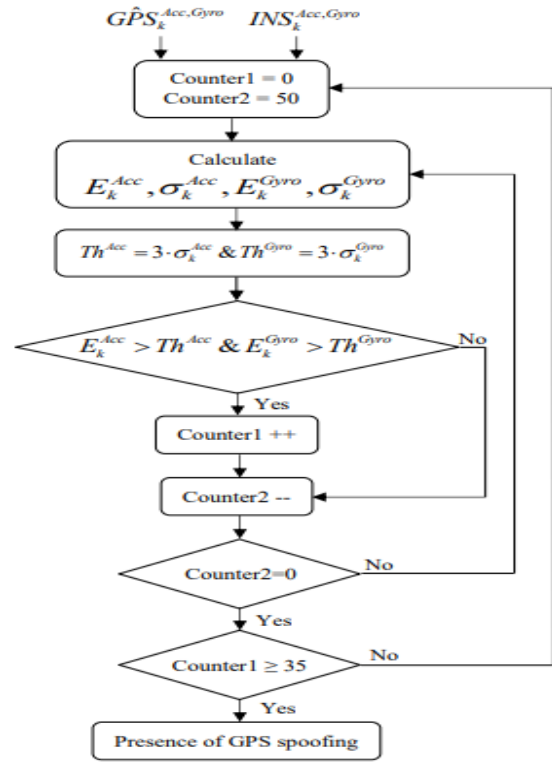 GP̂S_k^{Acc,Gyro} INS_k^{Acc,Gyro}
Counter1 = 0
Counter2 = 50
Calculate
E_k^{Acc}, σ_k^{Acc}, E_k^{Gyro}, σ_k^{Gyro}
Th^{Acc} = 3·σ_k^{Acc} & Th^{Gyro} = 3·σ_k^{Gyro}
E_k^{Acc} > Th^{Acc} & E_k^{Gyro} > Th^{Gyro}
No
Yes
Counter1 ++
Counter2 --
Counter2=0
No
Yes
Counter1 ≥ 35
No
Yes
Presence of GPS spoofing